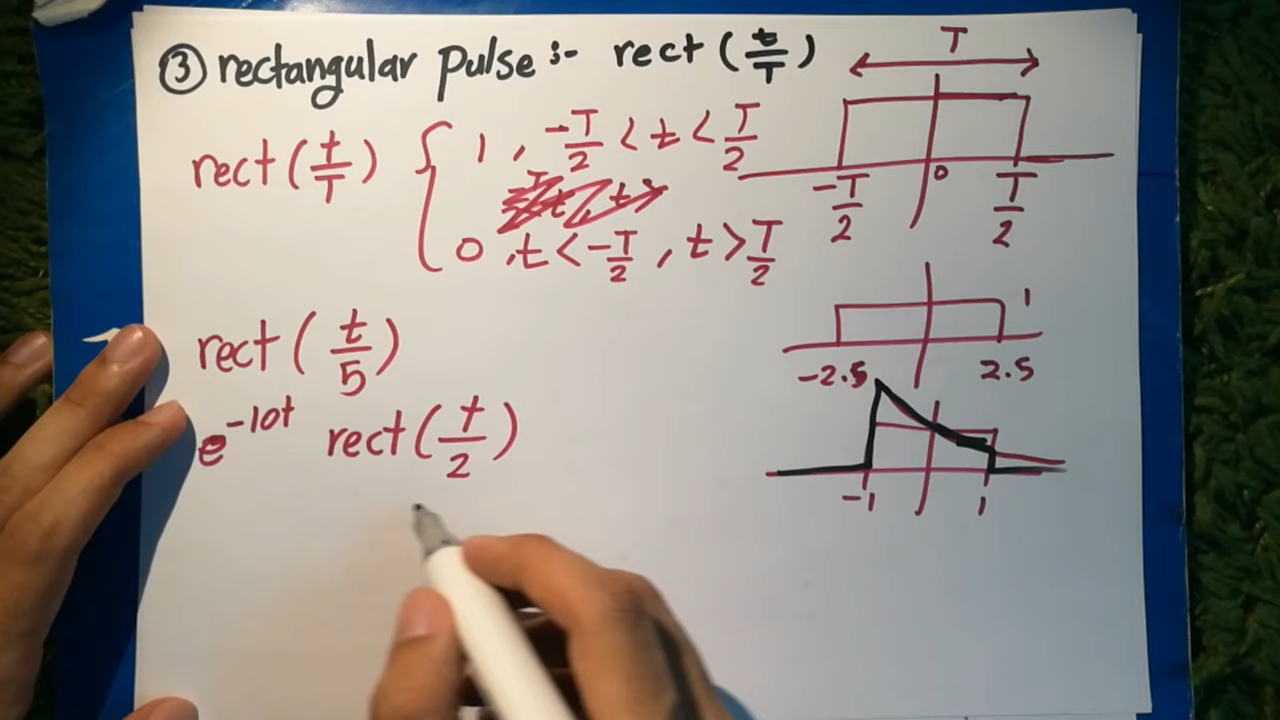 ③ rectangular pulse :- rect(t/T)
T
rect(t/T) { 1 , -T/2 < t < T/2
0 , t < -T/2 , t > T/2
-T/2 0 T/2
1
rect(t/5)
-2.5 2.5
e^-10t rect(t/2)
-1 1